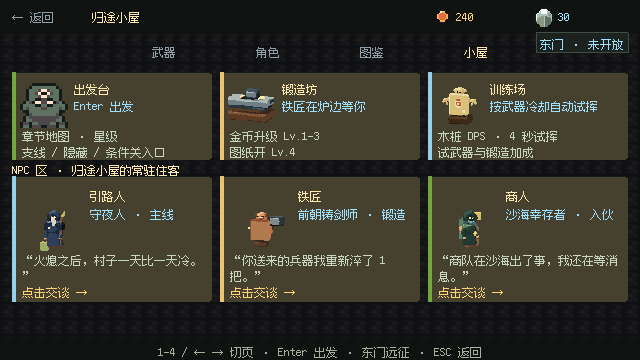 ← 返回 归途小屋 240 30
武器 角色 图鉴 小屋
东门 · 未开放
出发台
Enter 出发
章节地图 · 星级
支线 / 隐藏 / 条件关入口
锻造坊
铁匠在炉边等你
金币升级 Lv.1-3
图纸开 Lv.4
训练场
按武器冷却自动试挥
木桩 DPS · 4 秒试挥
试武器与锻造加成
NPC 区 · 归途小屋的常驻住客
引路人
守夜人 · 主线
“火熄之后，村子一天比一天冷。
”
点击交谈 →
铁匠
前朝铸剑师 · 锻造
“你送来的兵器我重新淬了 1
把。”
点击交谈 →
商人
沙海幸存者 · 入伙
“商队在沙海出了事，我还在等消
息。”
点击交谈 →
1-4 / ← → 切页 · Enter 出发 · 东门远征 · ESC 返回